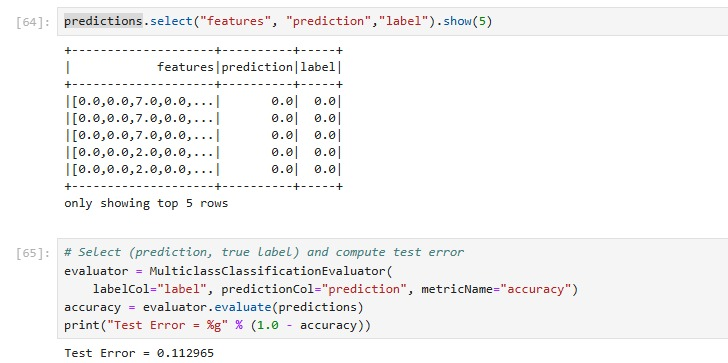 [64]: predictions.select("features", "prediction","label").show(5)
+--------------------+----------+-----+
|            features|prediction|label|
+--------------------+----------+-----+
|[0.0,0.0,7.0,0.0,...|       0.0|  0.0|
|[0.0,0.0,7.0,0.0,...|       0.0|  0.0|
|[0.0,0.0,7.0,0.0,...|       0.0|  0.0|
|[0.0,0.0,2.0,0.0,...|       0.0|  0.0|
|[0.0,0.0,2.0,0.0,...|       0.0|  0.0|
+--------------------+----------+-----+
only showing top 5 rows
[65]: # Select (prediction, true label) and compute test error
evaluator = MulticlassClassificationEvaluator(
    labelCol="label", predictionCol="prediction", metricName="accuracy")
accuracy = evaluator.evaluate(predictions)
print("Test Error = %g" % (1.0 - accuracy))
Test Error = 0.112965